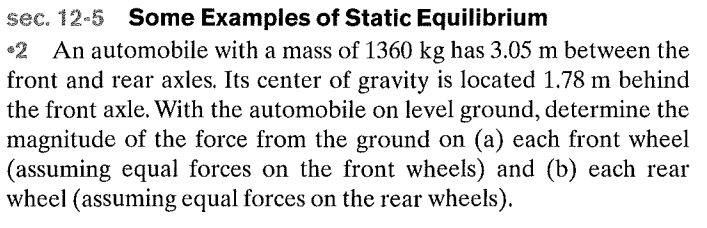 sec. 12-5 Some Examples of Static Equilibrium
•2 An automobile with a mass of 1360 kg has 3.05 m between the
front and rear axles. Its center of gravity is located 1.78 m behind
the front axle. With the automobile on level ground, determine the
magnitude of the force from the ground on (a) each front wheel
(assuming equal forces on the front wheels) and (b) each rear
wheel (assuming equal forces on the rear wheels).